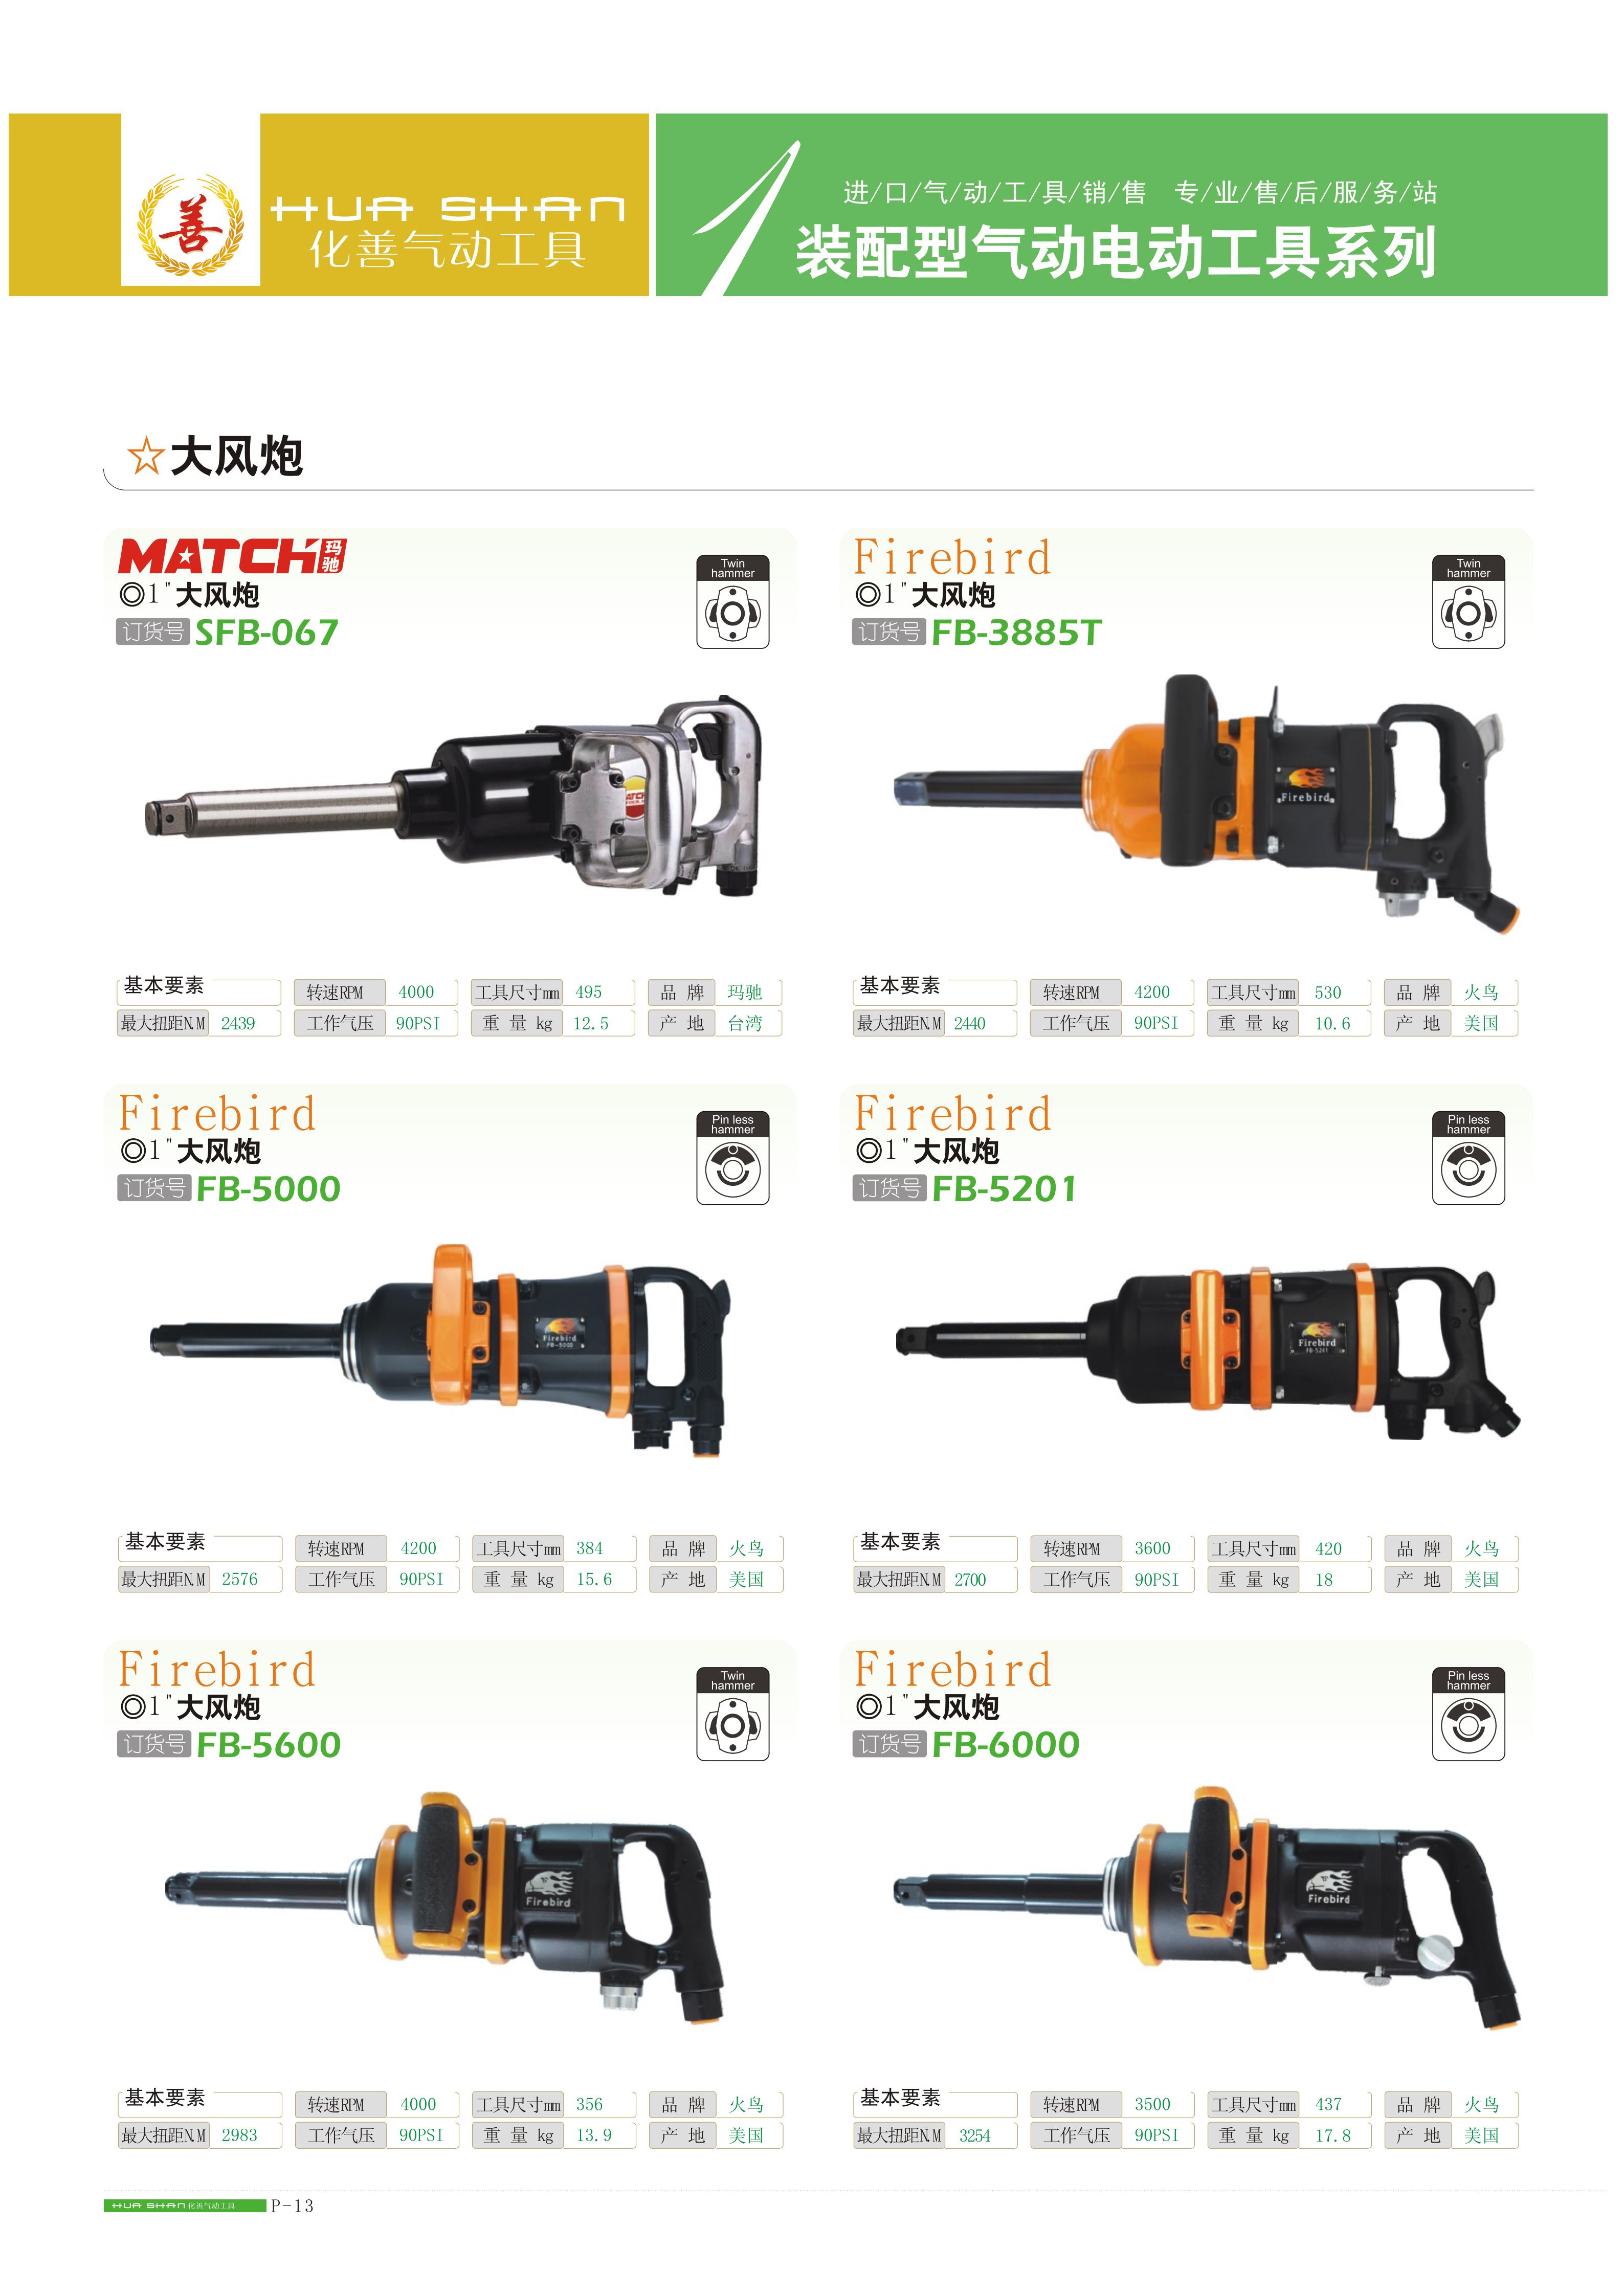 善
HUA SHAN
化善气动工具
1
进/口/气/动/工/具/销/售 专/业/售/后/服/务/站
装配型气动电动工具系列
☆大风炮
MATCH 玛驰
◎1"大风炮
订货号 SFB-067
Twin
hammer
基本要素 转速RPM 4000 工具尺寸mm 495 品 牌 玛驰
最大扭距N.M 2439 工作气压 90PSI 重 量 kg 12.5 产 地 台湾
Firebird
◎1"大风炮
订货号 FB-3885T
Twin
hammer
Firebird
基本要素 转速RPM 4200 工具尺寸mm 530 品 牌 火鸟
最大扭距N.M 2440 工作气压 90PSI 重 量 kg 10.6 产 地 美国
Firebird
◎1"大风炮
订货号 FB-5000
Pin less
hammer
Firebird
FB-5000
基本要素 转速RPM 4200 工具尺寸mm 384 品 牌 火鸟
最大扭距N.M 2576 工作气压 90PSI 重 量 kg 15.6 产 地 美国
Firebird
◎1"大风炮
订货号 FB-5201
Pin less
hammer
Firebird
FB-5201
基本要素 转速RPM 3600 工具尺寸mm 420 品 牌 火鸟
最大扭距N.M 2700 工作气压 90PSI 重 量 kg 18 产 地 美国
Firebird
◎1"大风炮
订货号 FB-5600
Twin
hammer
Firebird
基本要素 转速RPM 4000 工具尺寸mm 356 品 牌 火鸟
最大扭距N.M 2983 工作气压 90PSI 重 量 kg 13.9 产 地 美国
Firebird
◎1"大风炮
订货号 FB-6000
Pin less
hammer
Firebird
基本要素 转速RPM 3500 工具尺寸mm 437 品 牌 火鸟
最大扭距N.M 3254 工作气压 90PSI 重 量 kg 17.8 产 地 美国
HUA SHAN 化善气动工具 P-13